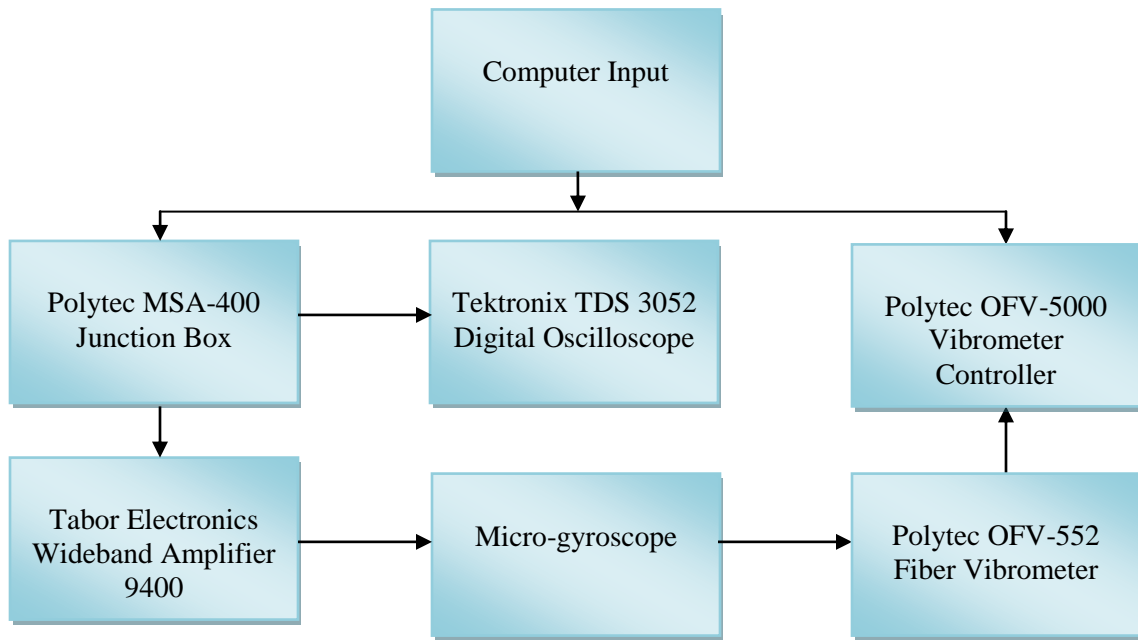 Computer Input
Polytec MSA-400
Junction Box
Tektronix TDS 3052
Digital Oscilloscope
Polytec OFV-5000
Vibrometer
Controller
Tabor Electronics
Wideband Amplifier
9400
Micro-gyroscope
Polytec OFV-552
Fiber Vibrometer